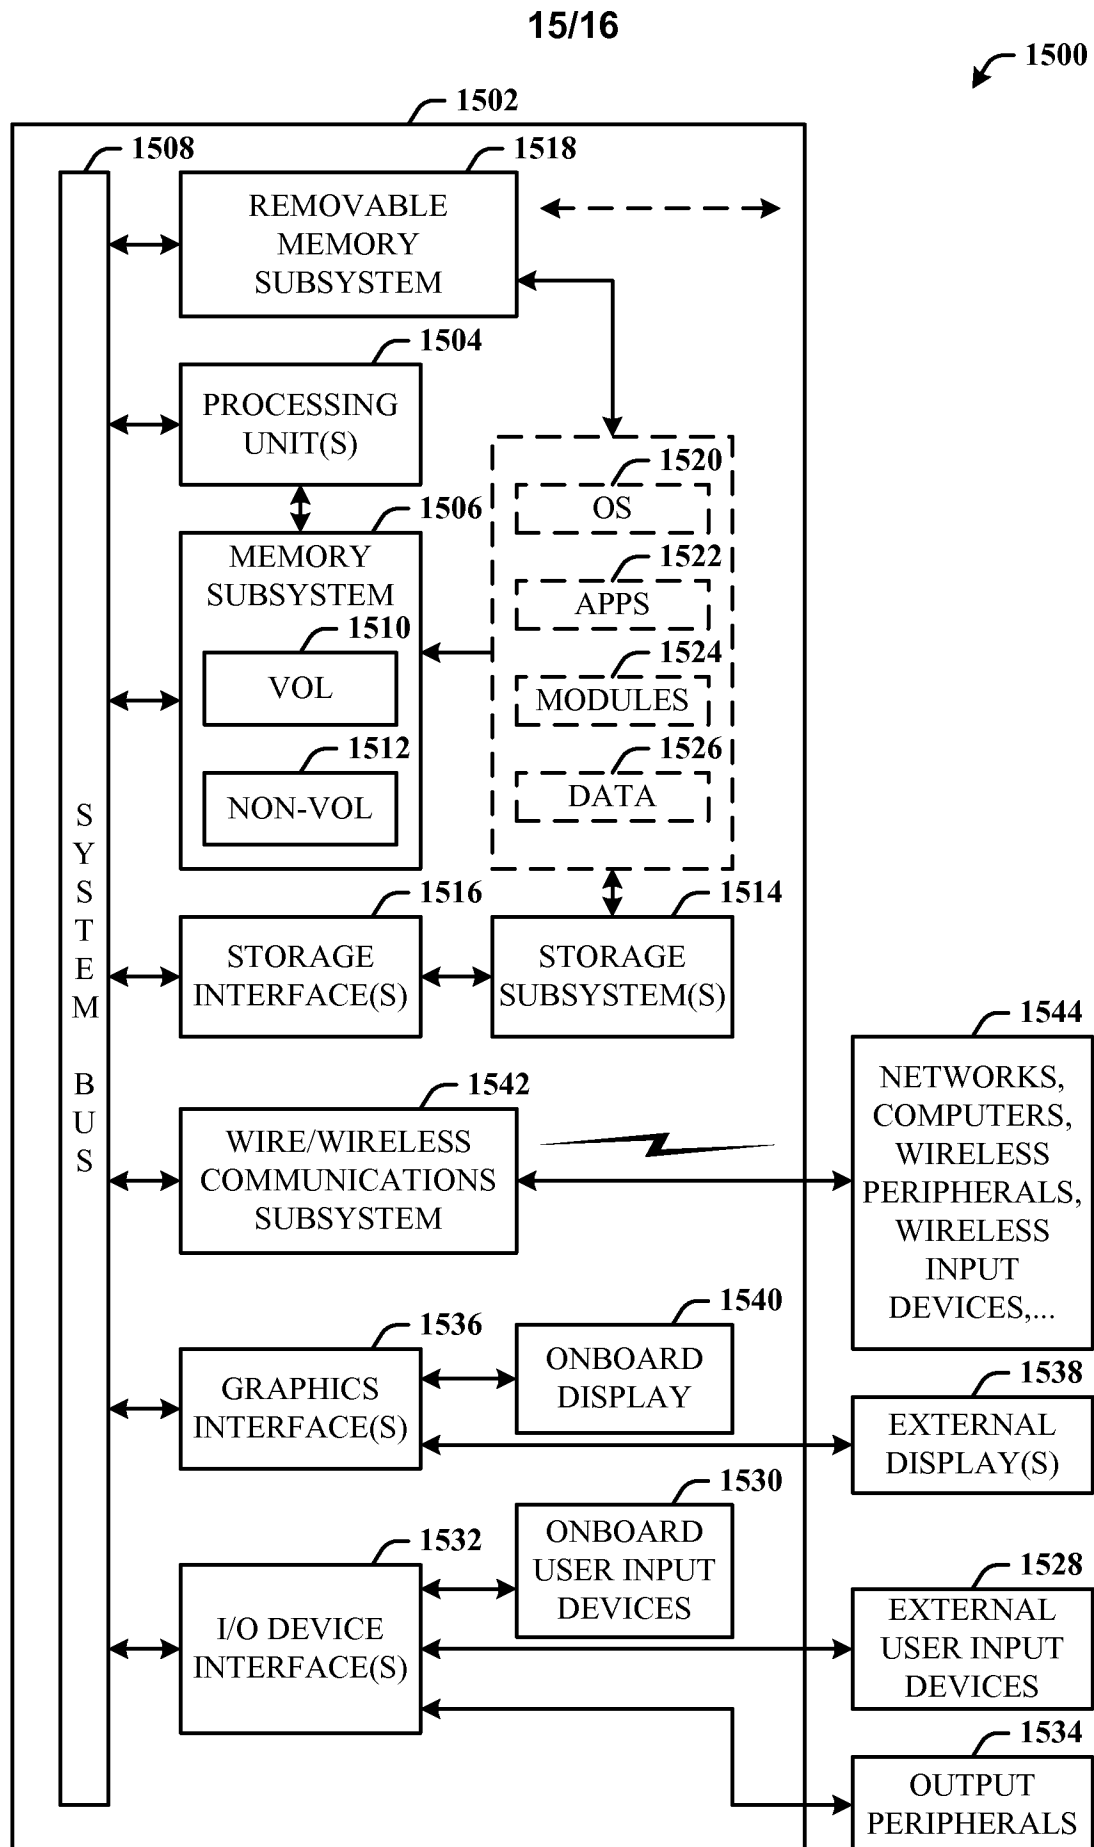 15/16
1500
1502
1508
1518
REMOVABLE
MEMORY
SUBSYSTEM
1504
PROCESSING
UNIT(S)
1506
MEMORY
SUBSYSTEM
1510
VOL
1512
NON-VOL
1520
OS
1522
APPS
1524
MODULES
1526
DATA
SYSTEM BUS
1516
STORAGE
INTERFACE(S)
1514
STORAGE
SUBSYSTEM(S)
1542
WIRE/WIRELESS
COMMUNICATIONS
SUBSYSTEM
1544
NETWORKS,
COMPUTERS,
WIRELESS
PERIPHERALS,
WIRELESS
INPUT
DEVICES,...
1536
GRAPHICS
INTERFACE(S)
1540
ONBOARD
DISPLAY
1538
EXTERNAL
DISPLAY(S)
1532
I/O DEVICE
INTERFACE(S)
1530
ONBOARD
USER INPUT
DEVICES
1528
EXTERNAL
USER INPUT
DEVICES
1534
OUTPUT
PERIPHERALS